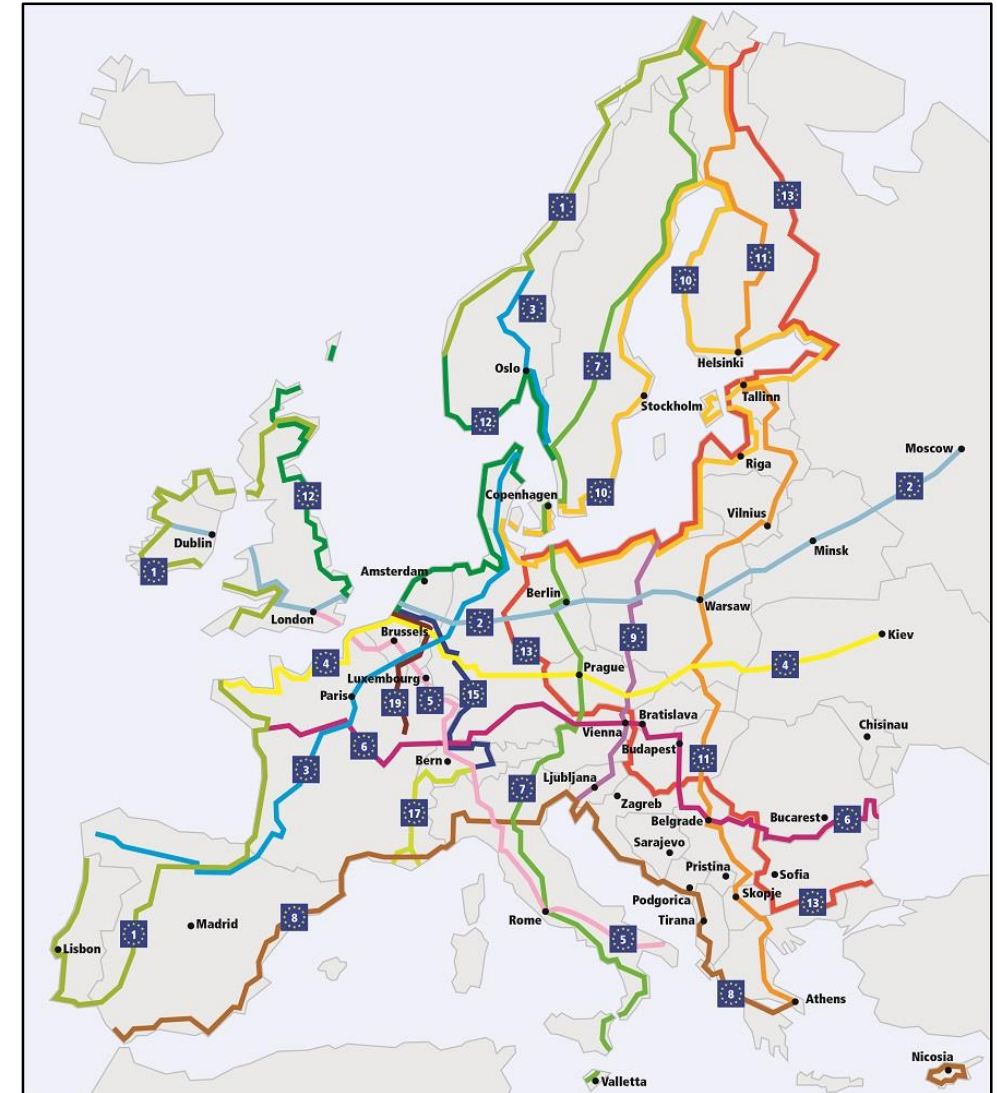 1
13
11
10
3
Oslo
7
Helsinki
Tallinn
Stockholm
12
Riga
Moscow
2
12
Copenhagen
10
Vilnius
Dublin
Minsk
1
Amsterdam
Berlin
Warsaw
London
2
9
Kiev
Brussels
4
13
4
Prague
Luxembourg
Paris
19
5
15
Bratislava
Vienna
Chisinau
6
Budapest
Bern
11
3
Ljubljana
7
Zagreb
17
Belgrade
Bucarest
6
Sarajevo
Pristina
Sofia
Podgorica
Skopje
13
8
Rome
Tirana
Madrid
1
Lisbon
5
8
Athens
Nicosia
Valletta